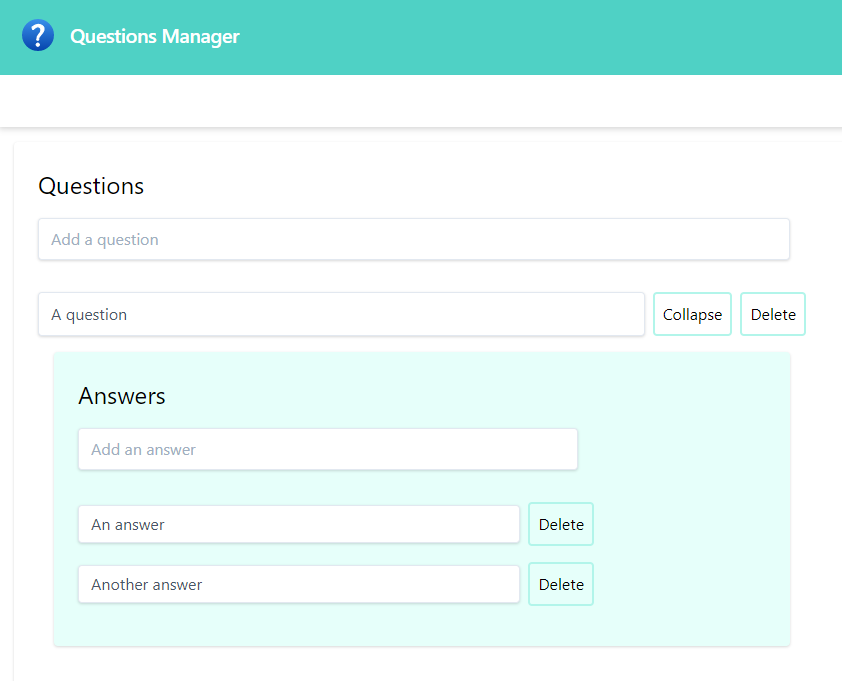 Questions Manager
Questions
Add a question
A question Collapse Delete
Answers
Add an answer
An answer Delete
Another answer Delete